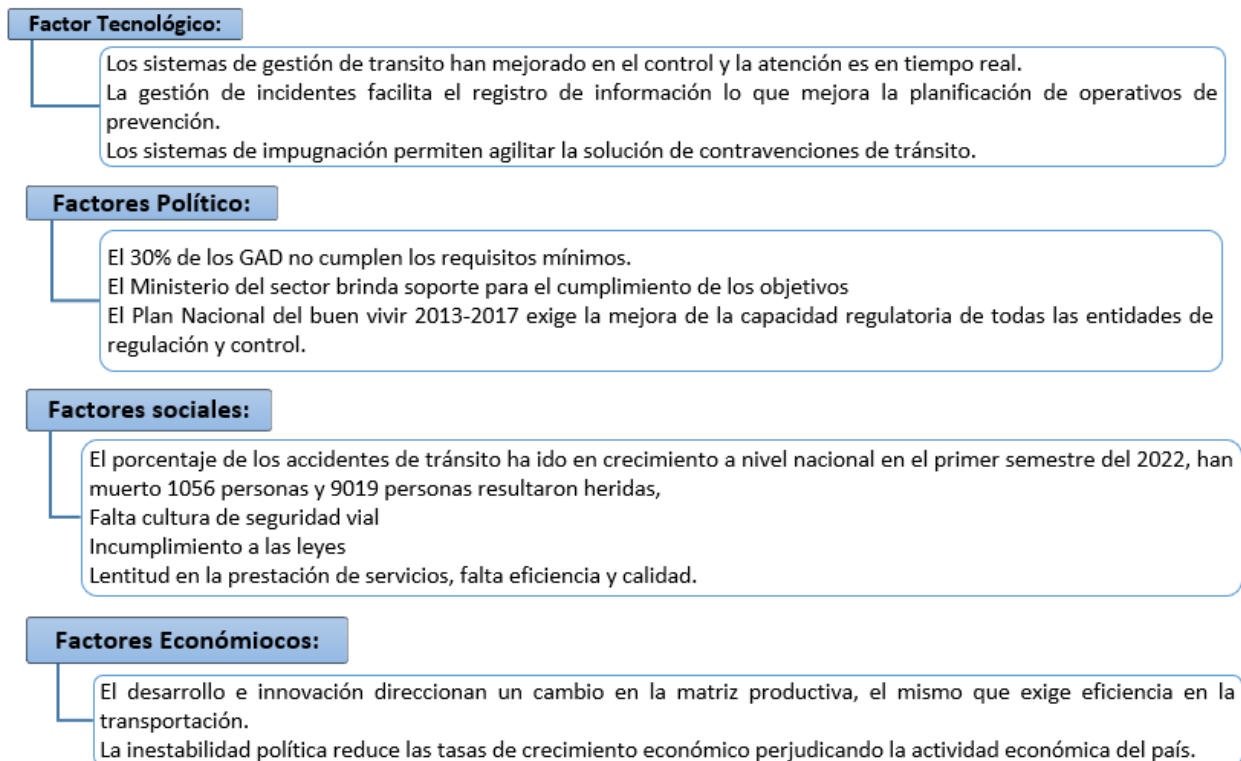 Factor Tecnológico:
Los sistemas de gestión de transito han mejorado en el control y la atención es en tiempo real.
La gestión de incidentes facilita el registro de información lo que mejora la planificación de operativos de
prevención.
Los sistemas de impugnación permiten agilitar la solución de contravenciones de tránsito.
Factores Político:
El 30% de los GAD no cumplen los requisitos mínimos.
El Ministerio del sector brinda soporte para el cumplimiento de los objetivos
El Plan Nacional del buen vivir 2013-2017 exige la mejora de la capacidad regulatoria de todas las entidades de
regulación y control.
Factores sociales:
El porcentaje de los accidentes de tránsito ha ido en crecimiento a nivel nacional en el primer semestre del 2022, han
muerto 1056 personas y 9019 personas resultaron heridas,
Falta cultura de seguridad vial
Incumplimiento a las leyes
Lentitud en la prestación de servicios, falta eficiencia y calidad.
Factores Económiocos:
El desarrollo e innovación direccionan un cambio en la matriz productiva, el mismo que exige eficiencia en la
transportación.
La inestabilidad política reduce las tasas de crecimiento económico perjudicando la actividad económica del país.